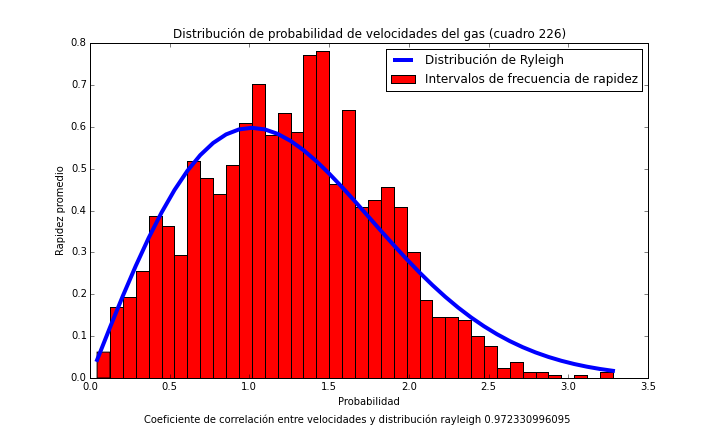 Distribución de probabilidad de velocidades del gas (cuadro 226)
Distribución de Ryleigh
Intervalos de frecuencia de rapidez
Rapidez promedio
0.8
0.7
0.6
0.5
0.4
0.3
0.2
0.1
0.0
0.0 0.5 1.0 1.5 2.0 2.5 3.0 3.5
Probabilidad
Coeficiente de correlación entre velocidades y distribución rayleigh 0.972330996095